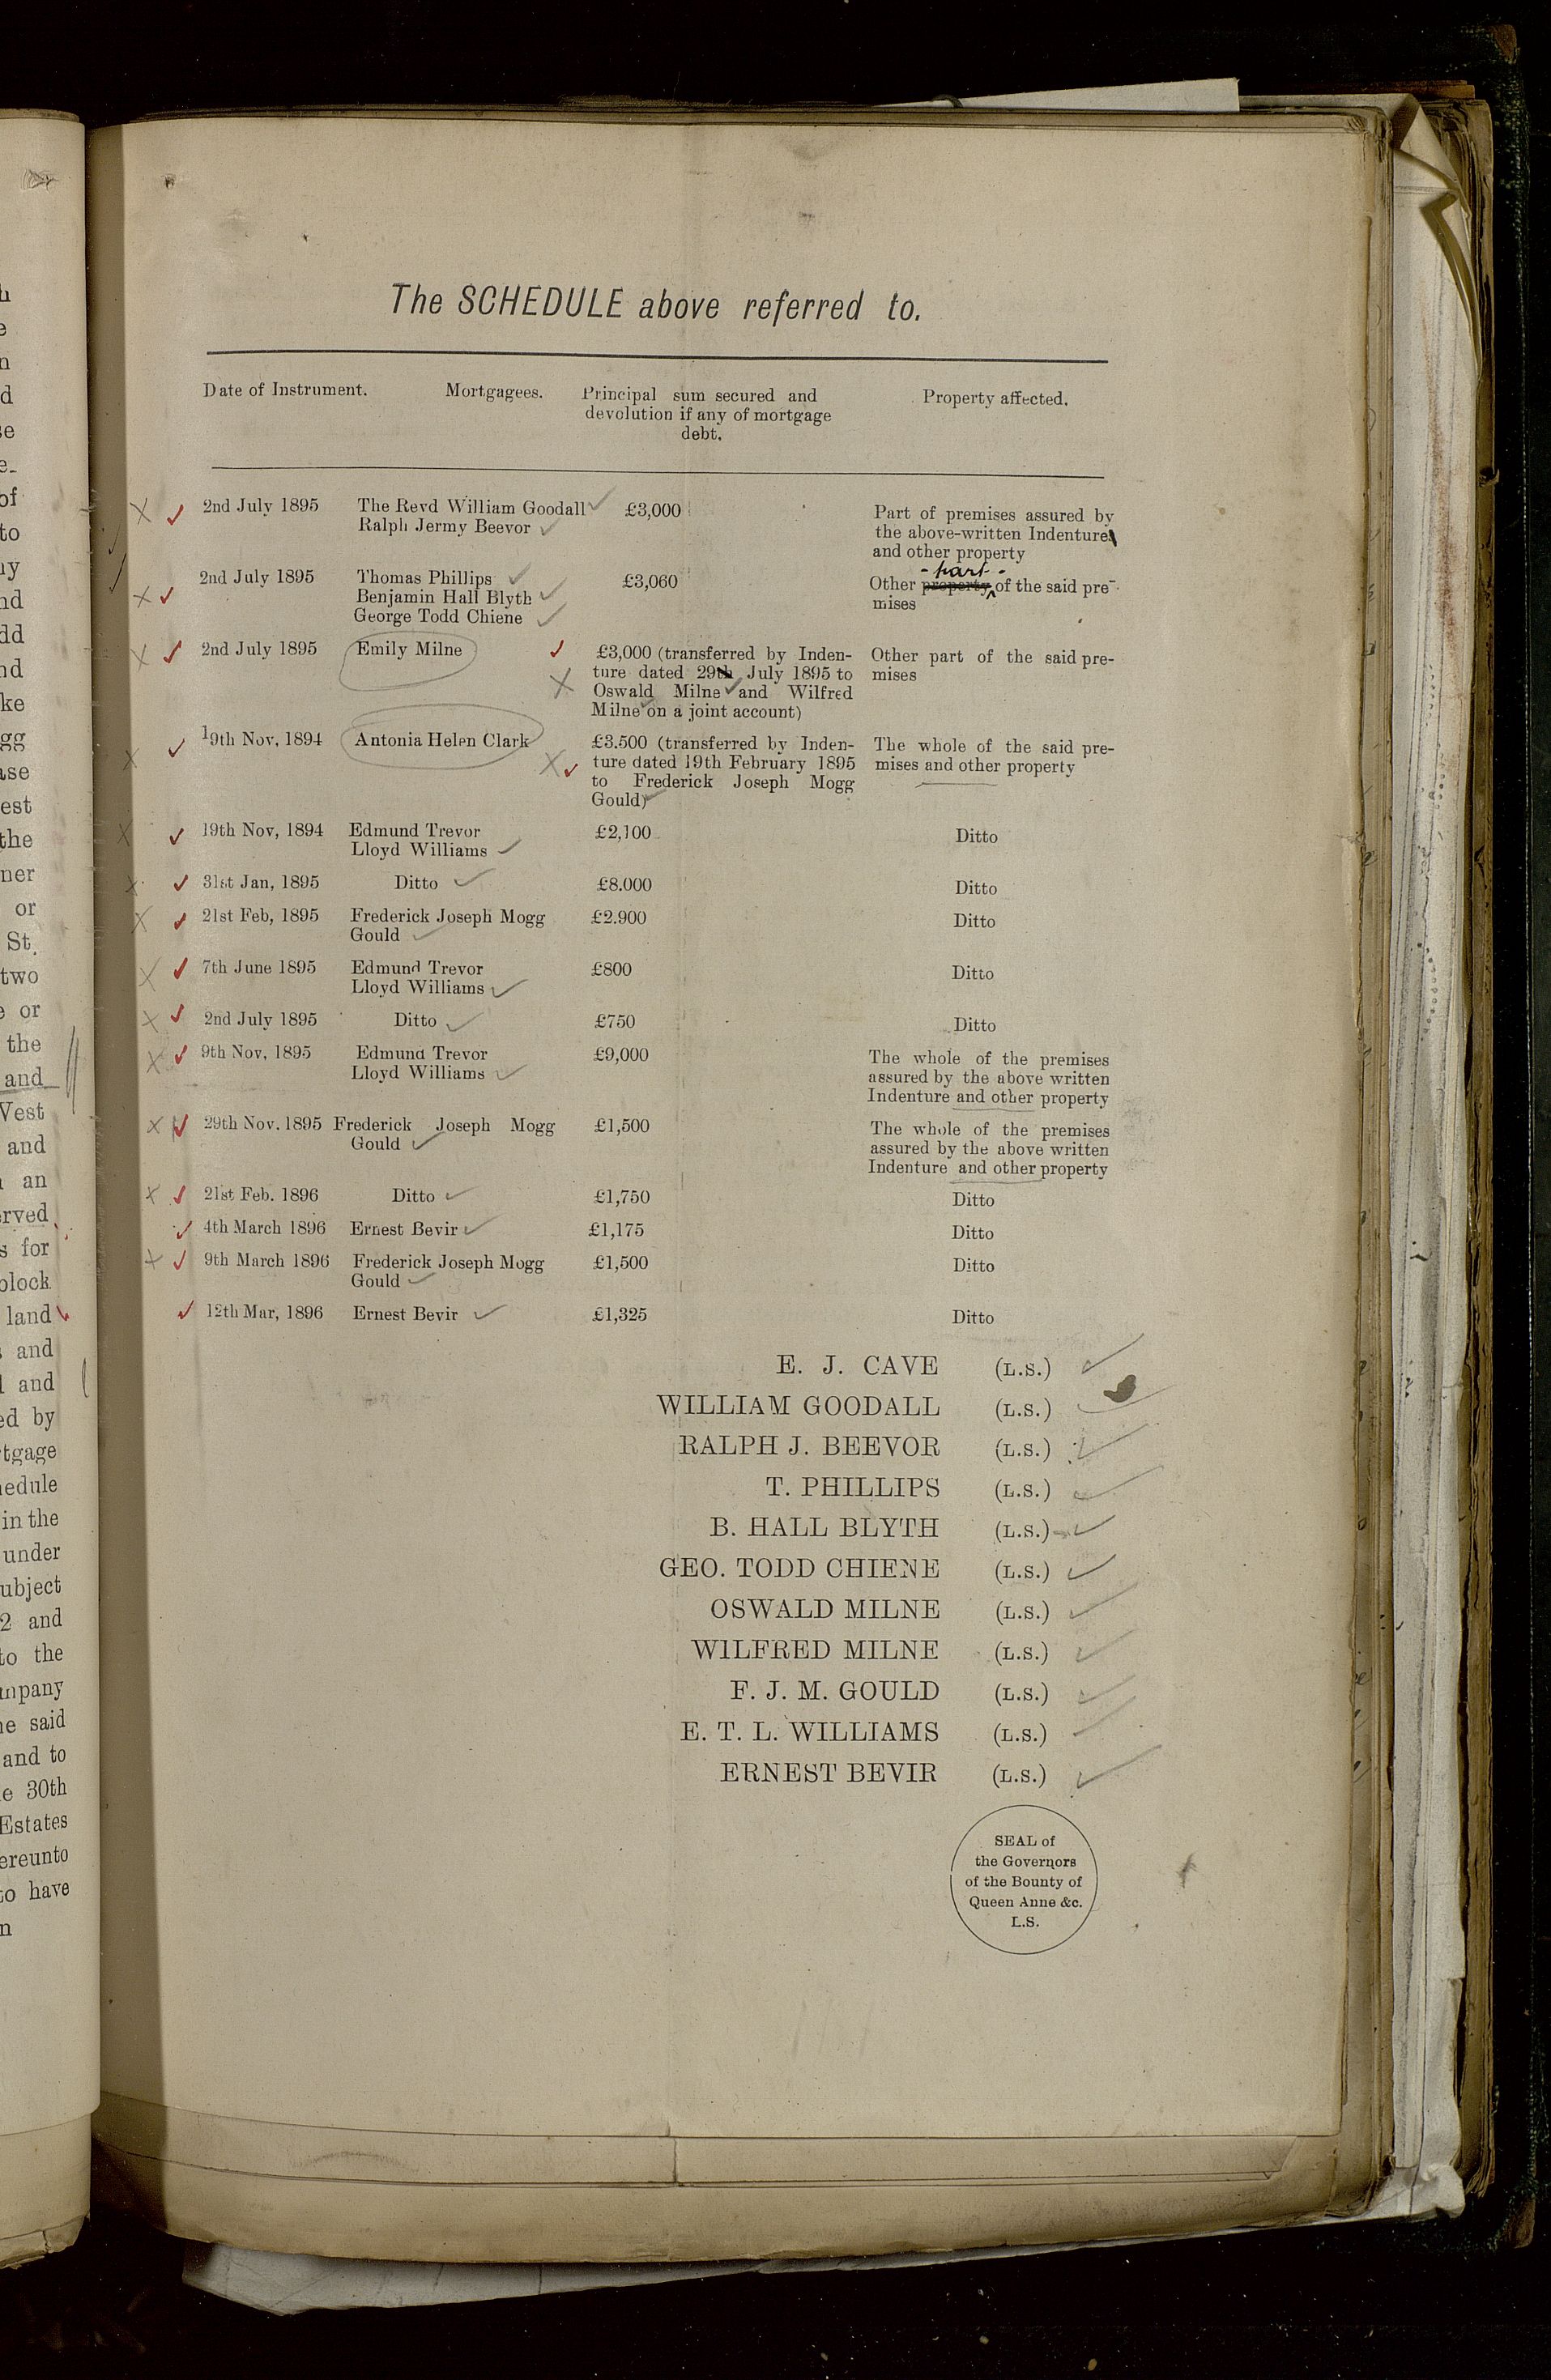 The SCHEDULE above referred to.
Date of Instrument. Mortgagees. Principal sum secured and
devolution if any of mortgage
debt.
Property affected.
2nd July 1895 The Revd William Goodall £3,000 Part of premises assured by
Ralph Jermy Beevor the above-written Indenture
and other property
- part -
2nd July 1895 Thomas Phillips £3,060 Other property of the said pre-
Benjamin Hall Blyth mises
George Todd Chiene
2nd July 1895 Emily Milne £3,000 (transferred by Inden- Other part of the said pre-
ture dated 29th July 1895 to mises
Oswald Milne and Wilfred
Milne on a joint account)
19th Nov, 1894 Antonia Helen Clark £3.500 (transferred by Inden- The whole of the said pre-
ture dated 19th February 1895 mises and other property
to Frederick Joseph Mogg
Gould)
19th Nov, 1894 Edmund Trevor £2,100 Ditto
Lloyd Williams
31st Jan, 1895 Ditto £8.000 Ditto
21st Feb, 1895 Frederick Joseph Mogg £2.900 Ditto
Gould
7th June 1895 Edmund Trevor £800 Ditto
Lloyd Williams
2nd July 1895 Ditto £750 Ditto
9th Nov, 1895 Edmund Trevor £9,000 The whole of the premises
Lloyd Williams assured by the above written
Indenture and other property
29th Nov. 1895 Frederick Joseph Mogg £1,500 The whole of the premises
Gould assured by the above written
Indenture and other property
21st Feb. 1896 Ditto £1,750 Ditto
4th March 1896 Ernest Bevir £1,175 Ditto
9th March 1896 Frederick Joseph Mogg £1,500 Ditto
Gould
12th Mar, 1896 Ernest Bevir £1,325 Ditto
E. J. CAVE (L.S.)
WILLIAM GOODALL (L.S.)
RALPH J. BEEVOR (L.S.)
T. PHILLIPS (L.S.)
B. HALL BLYTH (L.S.)
GEO. TODD CHIENE (L.S.)
OSWALD MILNE (L.S.)
WILFRED MILNE (L.S.)
F. J. M. GOULD (L.S.)
E. T. L. WILLIAMS (L.S.)
ERNEST BEVIR (L.S.)
SEAL of
the Governors
of the Bounty of
Queen Anne &c.
L.S.